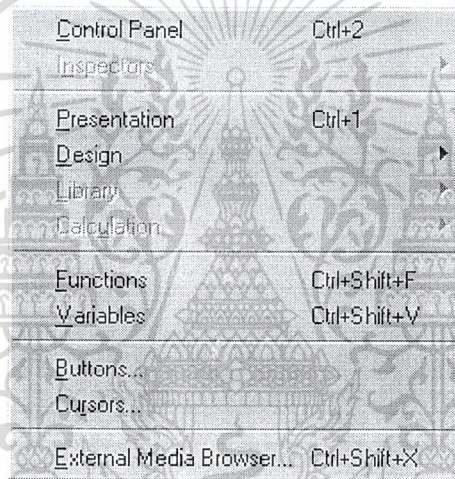 Control Panel Ctrl+2
Inspectors
Presentation Ctrl+1
Design
Library
Calculation
Functions Ctrl+Shift+F
Variables Ctrl+Shift+V
Buttons...
Cursors...
External Media Browser... Ctrl+Shift+X